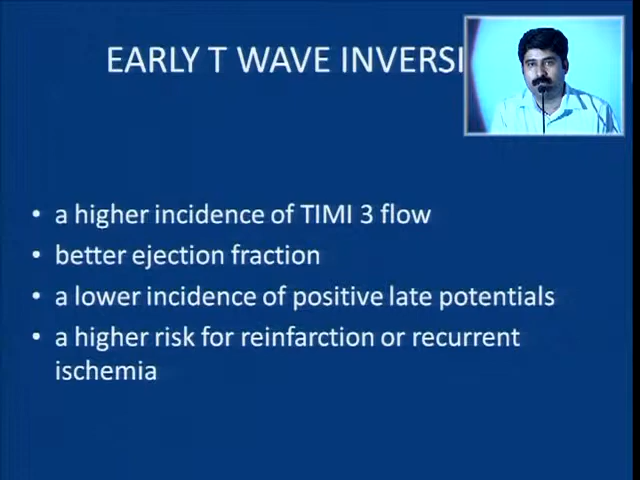 EARLY T WAVE INVERSI
• a higher incidence of TIMI 3 flow
• better ejection fraction
• a lower incidence of positive late potentials
• a higher risk for reinfarction or recurrent
ischemia